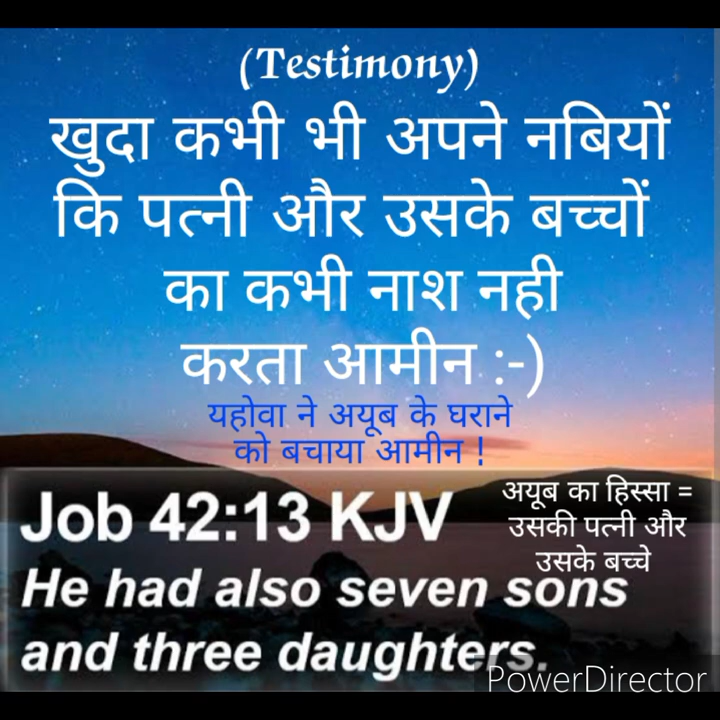 (Testimony)
खुदा कभी भी अपने नबियों
कि पत्नी और उसके बच्चों
का कभी नाश नही
करता आमीन :-)
यहोवा ने अयूब के घराने
को बचाया आमीन !
Job 42:13 KJV
He had also seven sons
and three daughters.
अयूब का हिस्सा =
उसकी पत्नी और
उसके बच्चे
PowerDirector